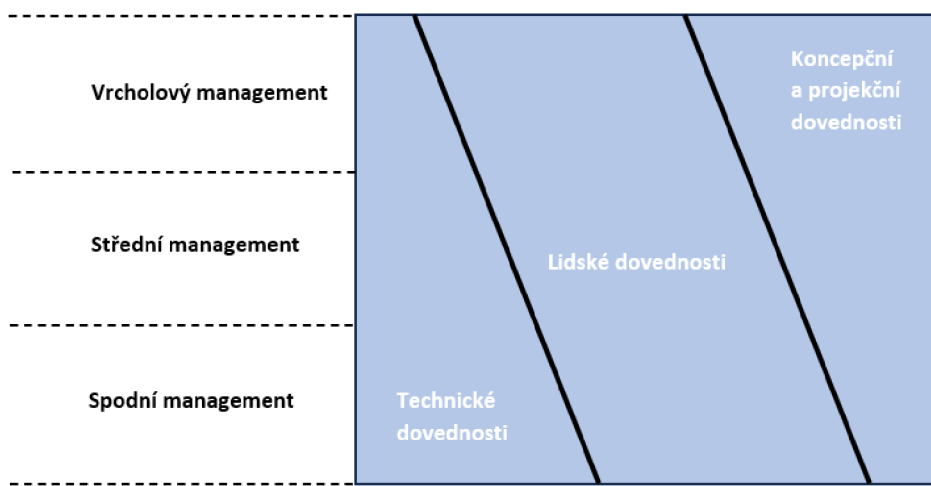 Vrcholový management
Koncepční
a projekční
dovednosti
Střední management
Lidské dovednosti
Spodní management
Technické
dovednosti